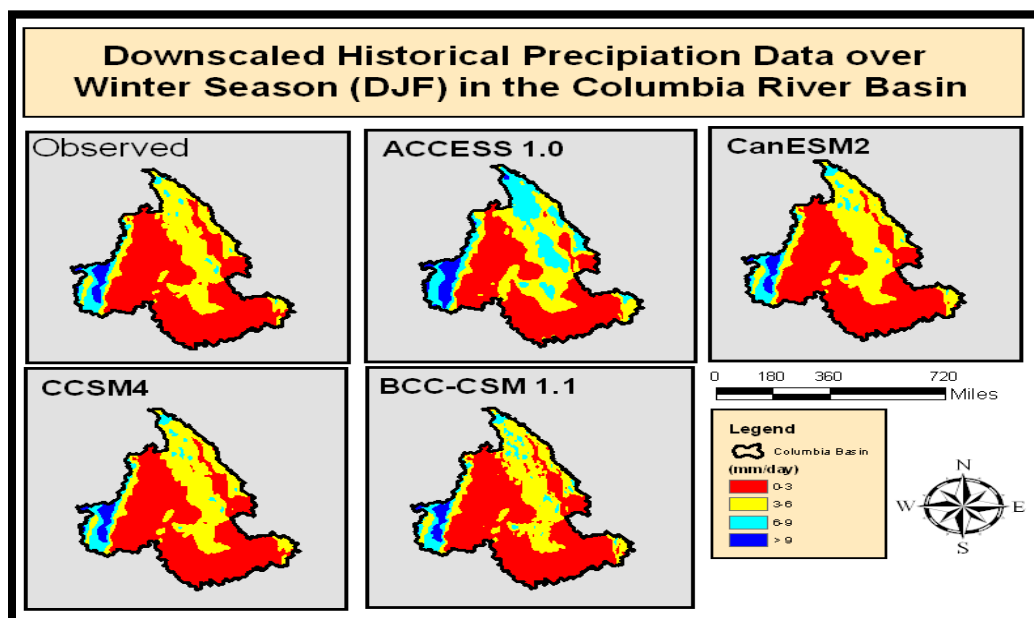 Downscaled Historical Precipiation Data over
Winter Season (DJF) in the Columbia River Basin
Observed
ACCESS 1.0
CanESM2
CCSM4
BCC-CSM 1.1
0 180 360 720
Miles
Legend
Columbia Basin
(mm/day)
0-3
3-6
6-9
> 9
N
W E
S